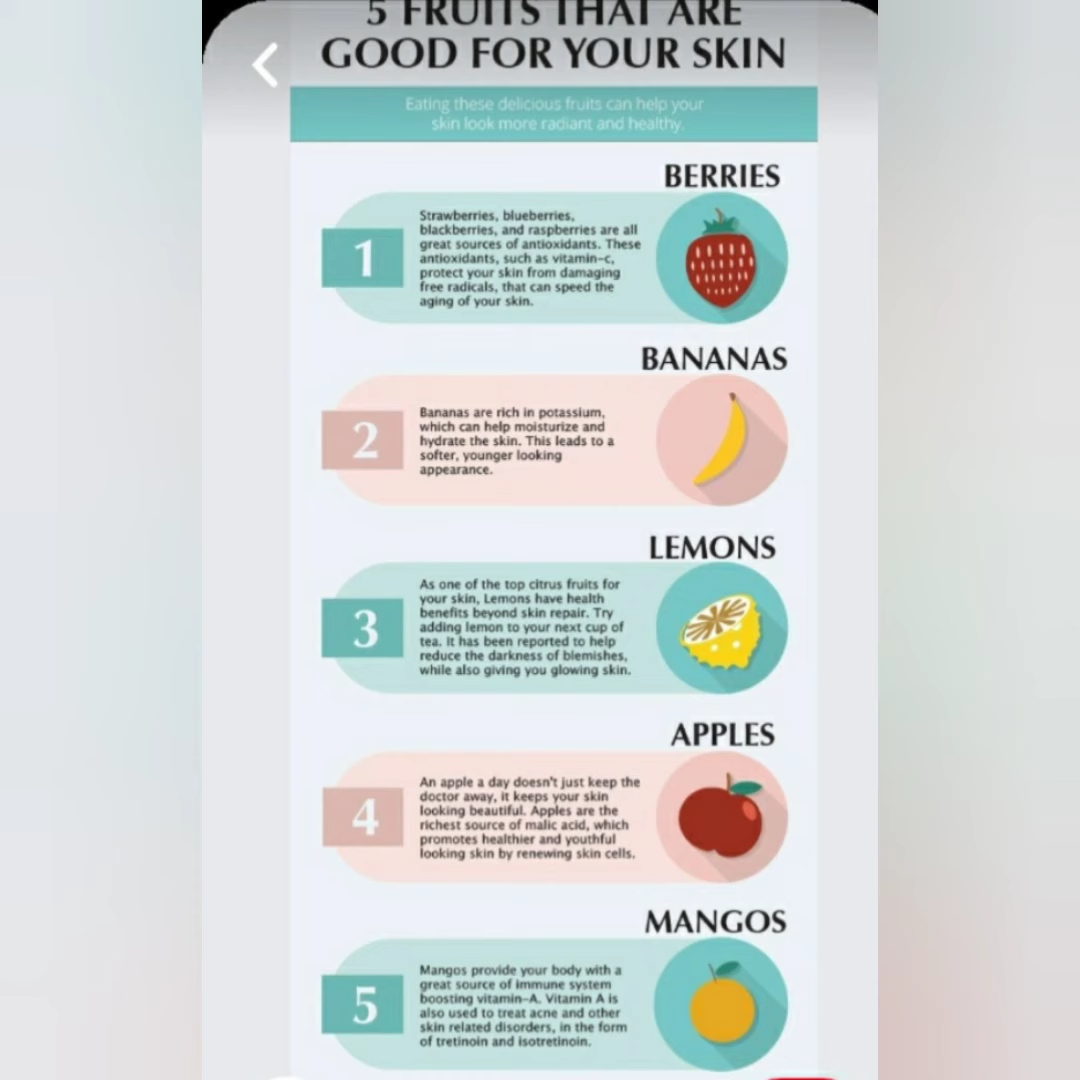 5 FRUITS THAT ARE
GOOD FOR YOUR SKIN
Eating these delicious fruits can help your
skin look more radiant and healthy.
BERRIES
1
Strawberries, blueberries,
blackberries, and raspberries are all
great sources of antioxidants. These
antioxidants, such as vitamin-c,
protect your skin from damaging
free radicals, that can speed the
aging of your skin.
BANANAS
2
Bananas are rich in potassium,
which can help moisturize and
hydrate the skin. This leads to a
softer, younger looking
appearance.
LEMONS
3
As one of the top citrus fruits for
your skin, Lemons have health
benefits beyond skin repair. Try
adding lemon to your next cup of
tea. It has been reported to help
reduce the darkness of blemishes,
while also giving you glowing skin.
APPLES
4
An apple a day doesn't just keep the
doctor away, it keeps your skin
looking beautiful. Apples are the
richest source of malic acid, which
promotes healthier and youthful
looking skin by renewing skin cells.
MANGOS
5
Mangos provide your body with a
great source of immune system
boosting vitamin-A. Vitamin A is
also used to treat acne and other
skin related disorders, in the form
of tretinoin and isotretinoin.